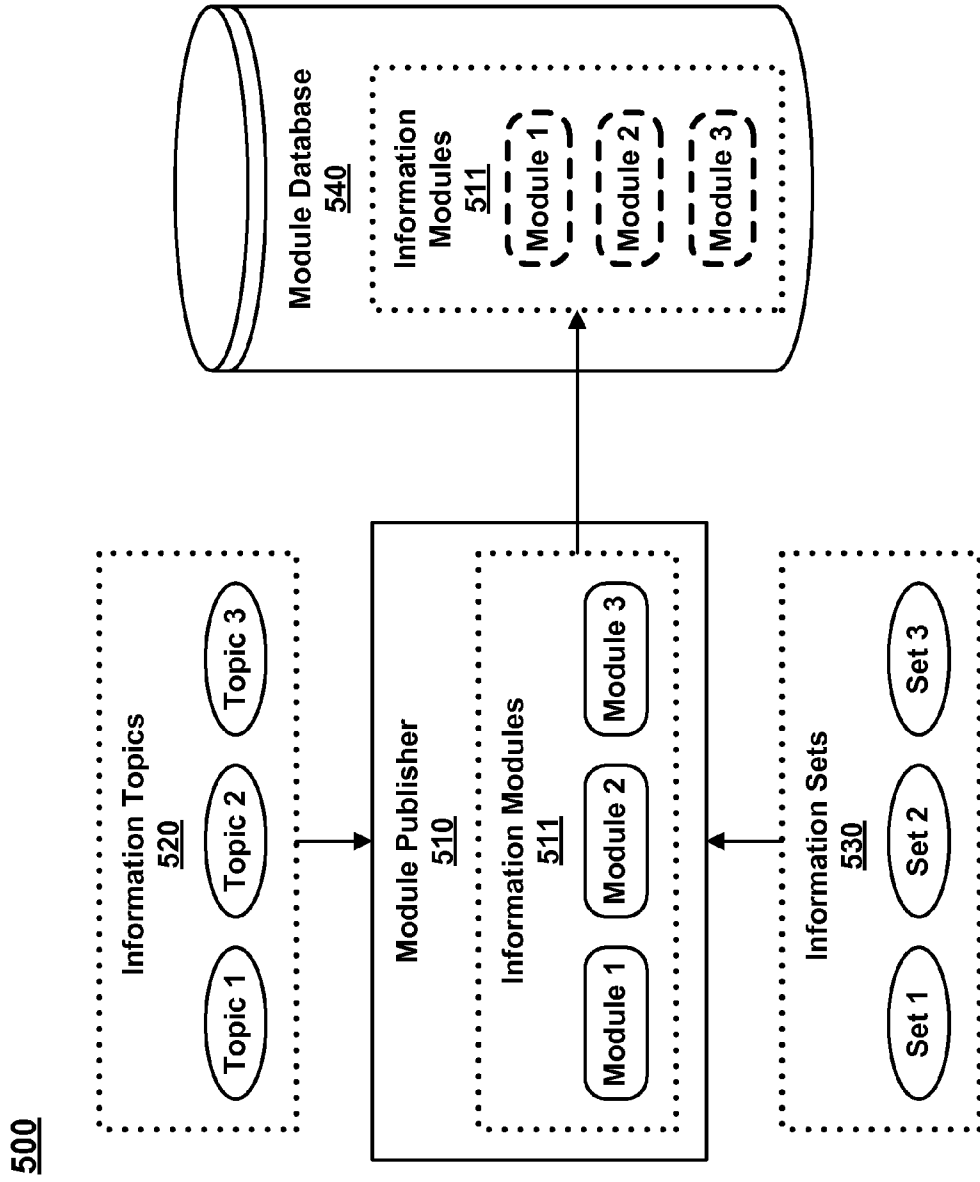 500
Information Topics
520
Topic 1
Topic 2
Topic 3
Module Publisher
510
Information Modules
511
Module 1
Module 2
Module 3
Information Sets
530
Set 1
Set 2
Set 3
Module Database
540
Information
Modules
511
Module 1
Module 2
Module 3